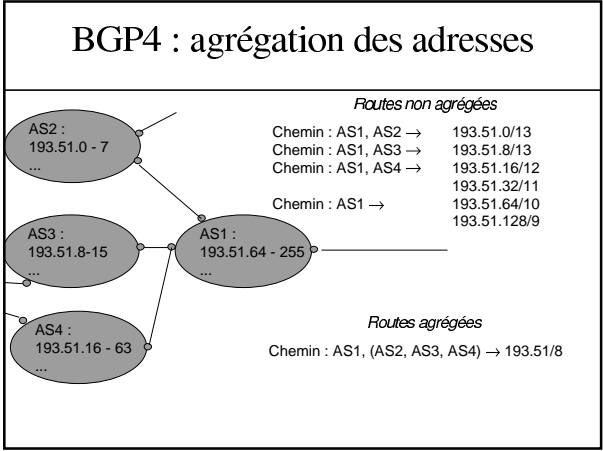 BGP4 : agrégation des adresses
Routes non agrégées
Chemin : AS1, AS2 → 193.51.0/13
Chemin : AS1, AS3 → 193.51.8/13
Chemin : AS1, AS4 → 193.51.16/12
193.51.32/11
Chemin : AS1 → 193.51.64/10
193.51.128/9
AS2 :
193.51.0 - 7
...
AS3 :
193.51.8-15
...
AS1 :
193.51.64 - 255
...
AS4 :
193.51.16 - 63
...
Routes agrégées
Chemin : AS1, (AS2, AS3, AS4) → 193.51/8